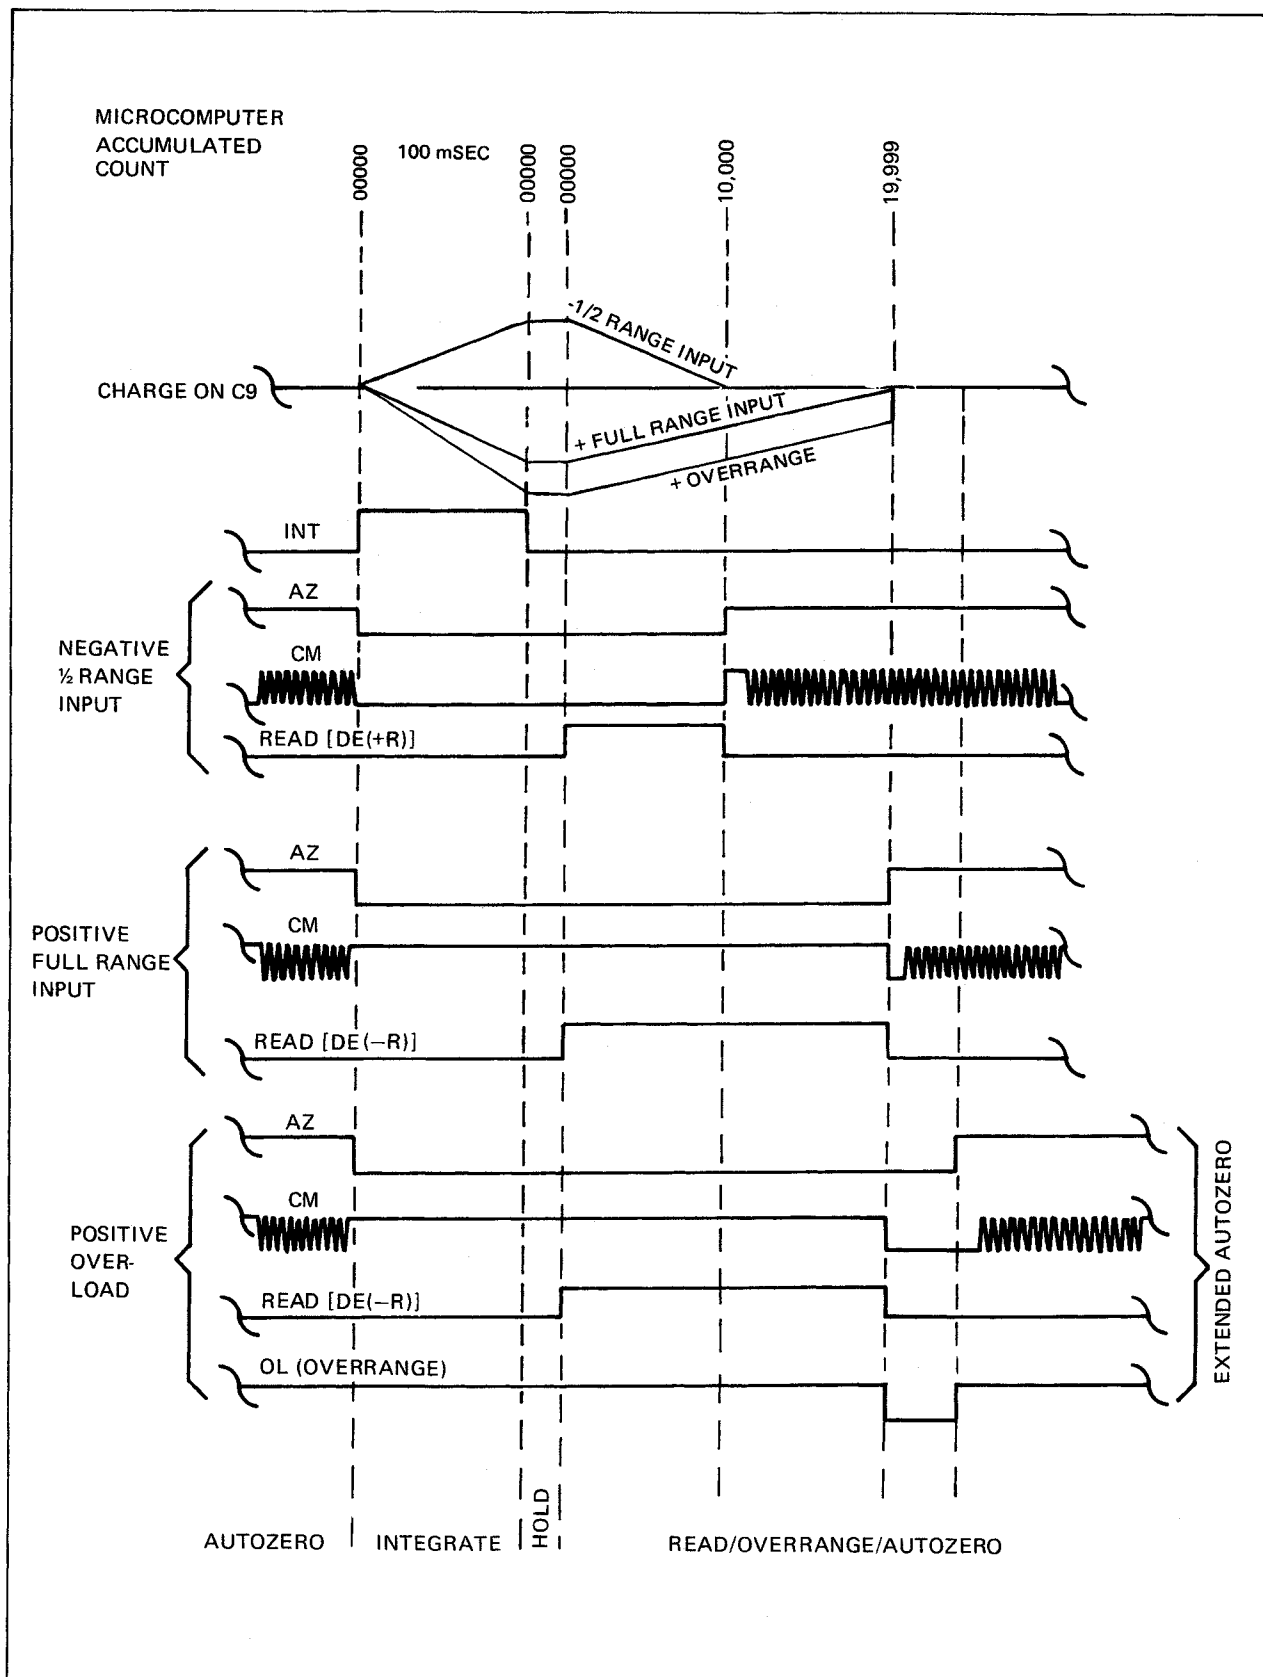 MICROCOMPUTER
ACCUMULATED
COUNT
00000
100 mSEC
00000
00000
10,000
19,999
-1/2 RANGE INPUT
CHARGE ON C9
+ FULL RANGE INPUT
+ OVERRANGE
INT
NEGATIVE
½ RANGE
INPUT
AZ
CM
READ [DE(+R)]
POSITIVE
FULL RANGE
INPUT
AZ
CM
READ [DE(−R)]
POSITIVE
OVER-
LOAD
AZ
CM
READ [DE(−R)]
OL (OVERRANGE)
EXTENDED AUTOZERO
AUTOZERO
INTEGRATE
HOLD
READ/OVERRANGE/AUTOZERO